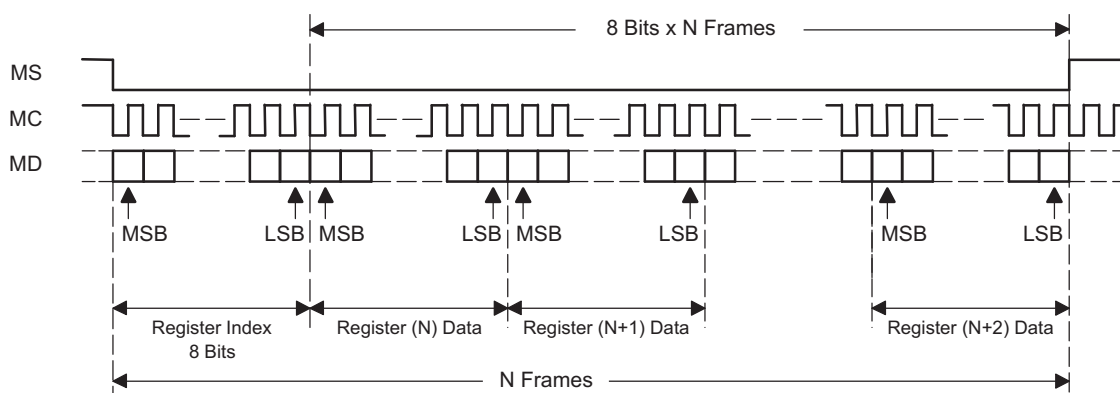 8 Bits x N Frames
MS
MC
MD
MSB LSB MSB LSB MSB LSB MSB LSB
Register Index
8 Bits
Register (N) Data Register (N+1) Data Register (N+2) Data
N Frames